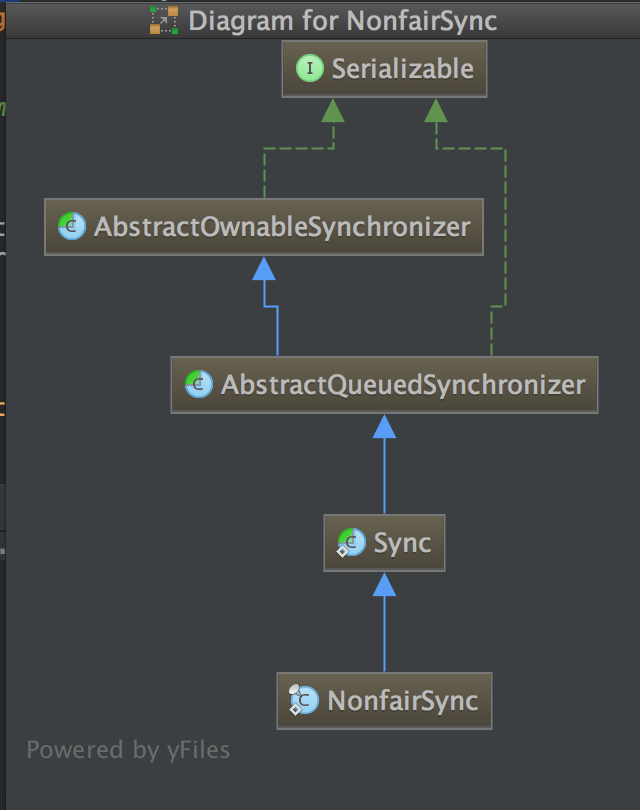 Diagram for NonfairSync
I Serializable
C AbstractOwnableSynchronizer
C AbstractQueuedSynchronizer
C Sync
C NonfairSync
Powered by yFiles